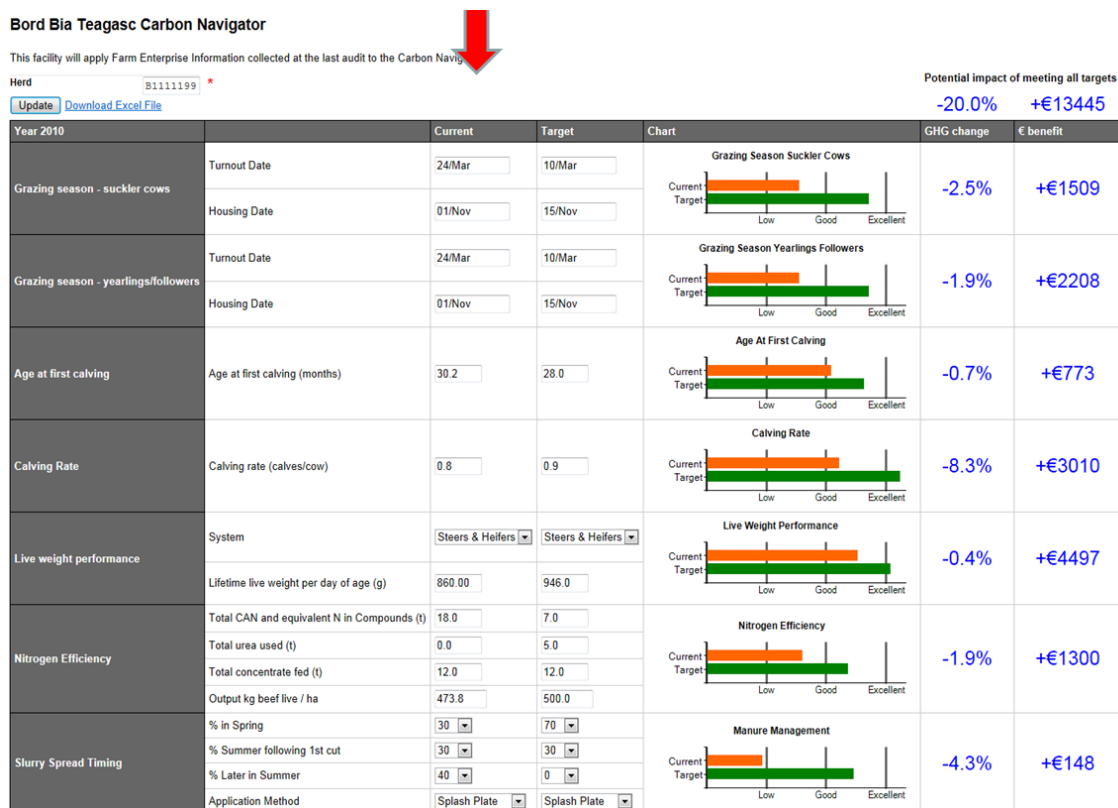 Bord Bia Teagasc Carbon Navigator
This facility will apply Farm Enterprise Information collected at the last audit to the Carbon
Herd B1111199 *
Potential impact of meeting all targets
Update Download Excel File -20.0% +€13445
Year 2010 Current Target Chart GHG change € benefit
Grazing season - suckler cows
Turnout Date 24/Mar 10/Mar
Housing Date 01/Nov 15/Nov
Grazing Season Suckler Cows
Current
Target
Low Good Excellent
-2.5% +€1509
Grazing season - yearlings/followers
Turnout Date 24/Mar 10/Mar
Housing Date 01/Nov 15/Nov
Grazing Season Yearlings Followers
Current
Target
Low Good Excellent
-1.9% +€2208
Age at first calving
Age at first calving (months) 30.2 28.0
Age At First Calving
Current
Target
Low Good Excellent
-0.7% +€773
Calving Rate
Calving rate (calves/cow) 0.8 0.9
Calving Rate
Current
Target
Low Good Excellent
-8.3% +€3010
Live weight performance
System Steers & Heifers Steers & Heifers
Lifetime live weight per day of age (g) 860.00 946.0
Live Weight Performance
Current
Target
Low Good Excellent
-0.4% +€4497
Nitrogen Efficiency
Total CAN and equivalent N in Compounds (t) 18.0 7.0
Total urea used (t) 0.0 5.0
Total concentrate fed (t) 12.0 12.0
Output kg beef live / ha 473.8 500.0
Nitrogen Efficiency
Current
Target
Low Good Excellent
-1.9% +€1300
Slurry Spread Timing
% in Spring 30 70
% Summer following 1st cut 30 30
% Later in Summer 40 0
Application Method Splash Plate Splash Plate
Manure Management
Current
Target
Low Good Excellent
-4.3% +€148